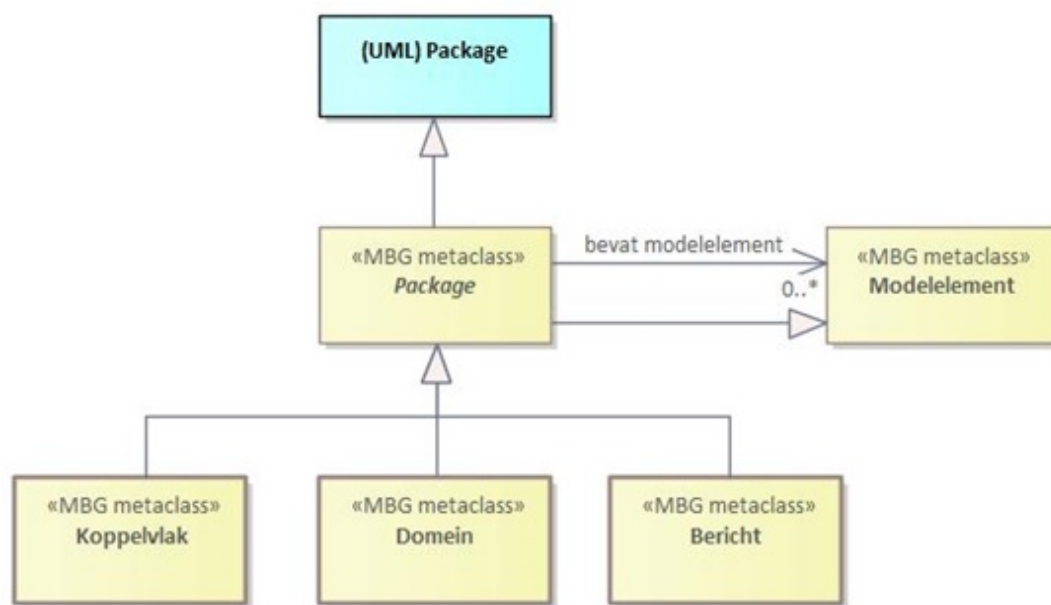 (UML) Package
«MBG metaclass»
Package
bevat modelelement
0..*
«MBG metaclass»
Modelelement
«MBG metaclass»
Koppelvlak
«MBG metaclass»
Domein
«MBG metaclass»
Bericht